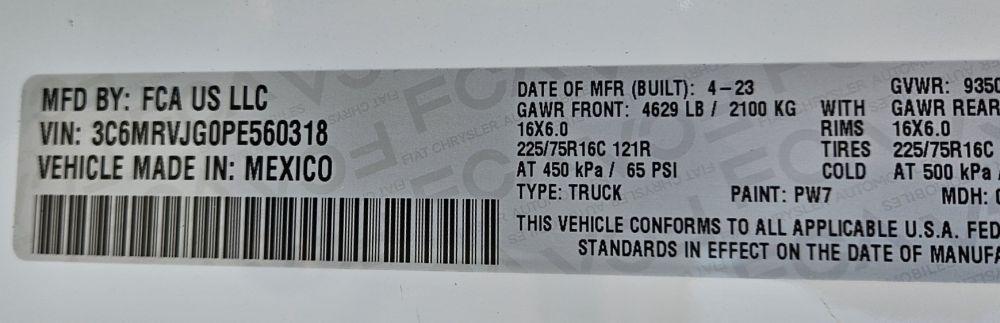 MFD BY: FCA US LLC
VIN: 3C6MRVJG0PE560318
VEHICLE MADE IN: MEXICO
DATE OF MFR (BUILT): 4-23 GVWR: 935
GAWR FRONT: 4629 LB / 2100 KG WITH GAWR REAR
16X6.0 RIMS 16X6.0
225/75R16C 121R TIRES 225/75R16C
AT 450 kPa / 65 PSI COLD AT 500 kPa
TYPE: TRUCK PAINT: PW7 MDH:
THIS VEHICLE CONFORMS TO ALL APPLICABLE U.S.A. FED
STANDARDS IN EFFECT ON THE DATE OF MANUF